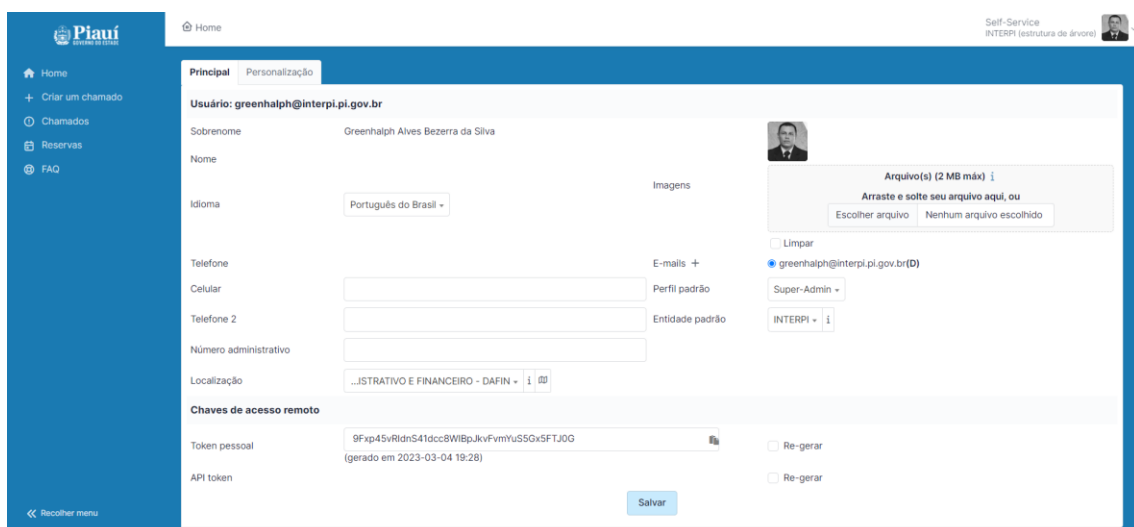 Piauí
GOVERNO DO ESTADO
Home
Self-Service
INTERPI (estrutura de árvore)
Home
Criar um chamado
Chamados
Reservas
FAQ
Recolher menu
Principal Personalização
Usuário: greenhalph@interpi.pi.gov.br
Sobrenome Greenhalph Alves Bezerra da Silva
Nome
Imagens
Arquivo(s) (2 MB máx) i
Arraste e solte seu arquivo aqui, ou
Escolher arquivo Nenhum arquivo escolhido
Limpar
Idioma Português do Brasil
Telefone E-mails + greenhalph@interpi.pi.gov.br(D)
Celular Perfil padrão Super-Admin
Telefone 2 Entidade padrão INTERPI i
Número administrativo
Localização ...ISTRATIVO E FINANCEIRO - DAFIN i
Chaves de acesso remoto
Token pessoal 9Fxp45vRldnS41dcc8WlBpJkvFvmYuS5Gx5FTJ0G Re-gerar
(gerado em 2023-03-04 19:28)
API token Re-gerar
Salvar